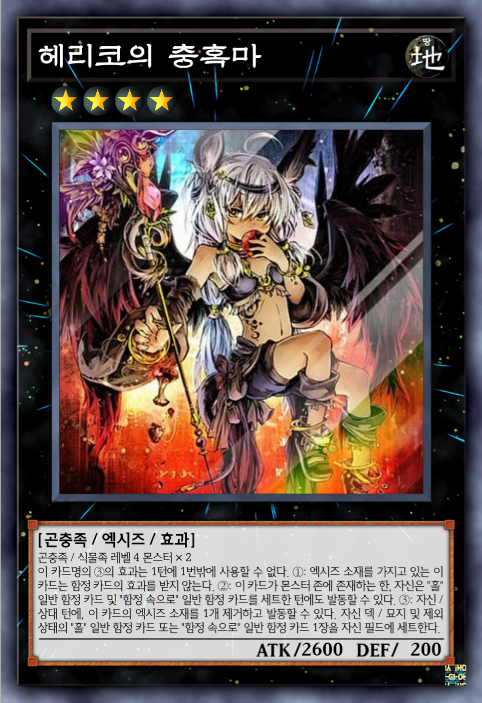 헤리코의 충혹마
땅
地
[곤충족 / 엑시즈 / 효과]
곤충족 / 식물족 레벨 4 몬스터 × 2
이 카드명의 ③의 효과는 1턴에 1번밖에 사용할 수 없다. ①: 엑시즈 소재를 가지고 있는 이
카드는 함정 카드의 효과를 받지 않는다. ②: 이 카드가 몬스터 존에 존재하는 한, 자신은 "홀"
일반 함정 카드 및 "함정 속으로" 일반 함정 카드를 세트한 턴에도 발동할 수 있다. ③: 자신 /
상대 턴에, 이 카드의 엑시즈 소재를 1개 제거하고 발동할 수 있다. 자신 덱 / 묘지 및 제외
상태의 "홀" 일반 함정 카드 또는 "함정 속으로" 일반 함정 카드 1장을 자신 필드에 세트한다.
ATK/2600 DEF/ 200